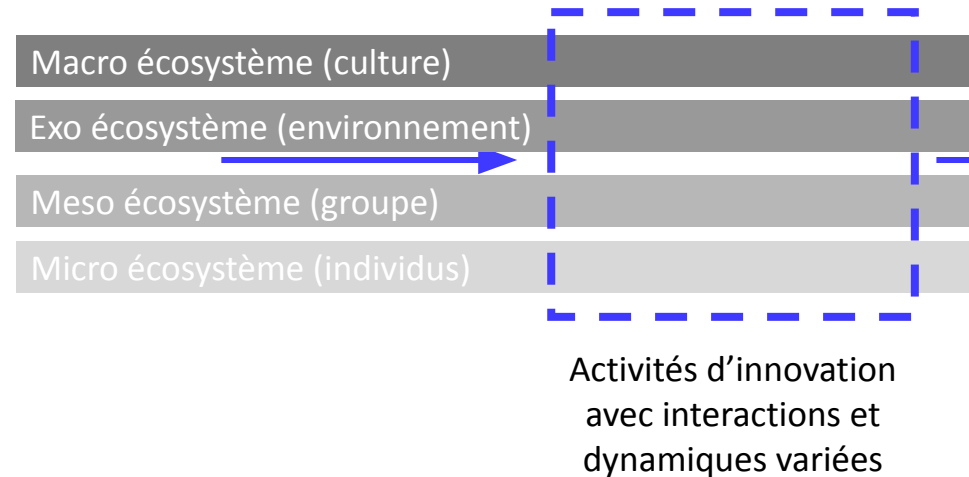 Macro écosystème (culture)
Exo écosystème (environnement)
Meso écosystème (groupe)
Micro écosystème (individus)
Activités d’innovation
avec interactions et
dynamiques variées